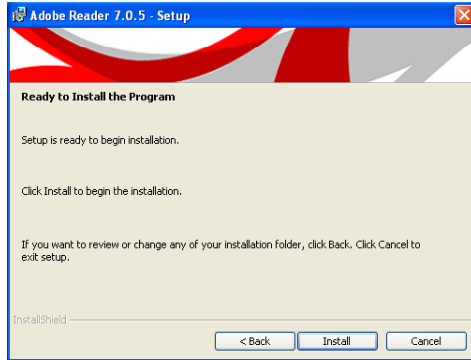 Adobe Reader 7.0.5 - Setup
Ready to Install the Program
Setup is ready to begin installation.
Click Install to begin the installation.
If you want to review or change any of your installation folder, click Back. Click Cancel to
exit setup.
InstallShield
< Back Install Cancel